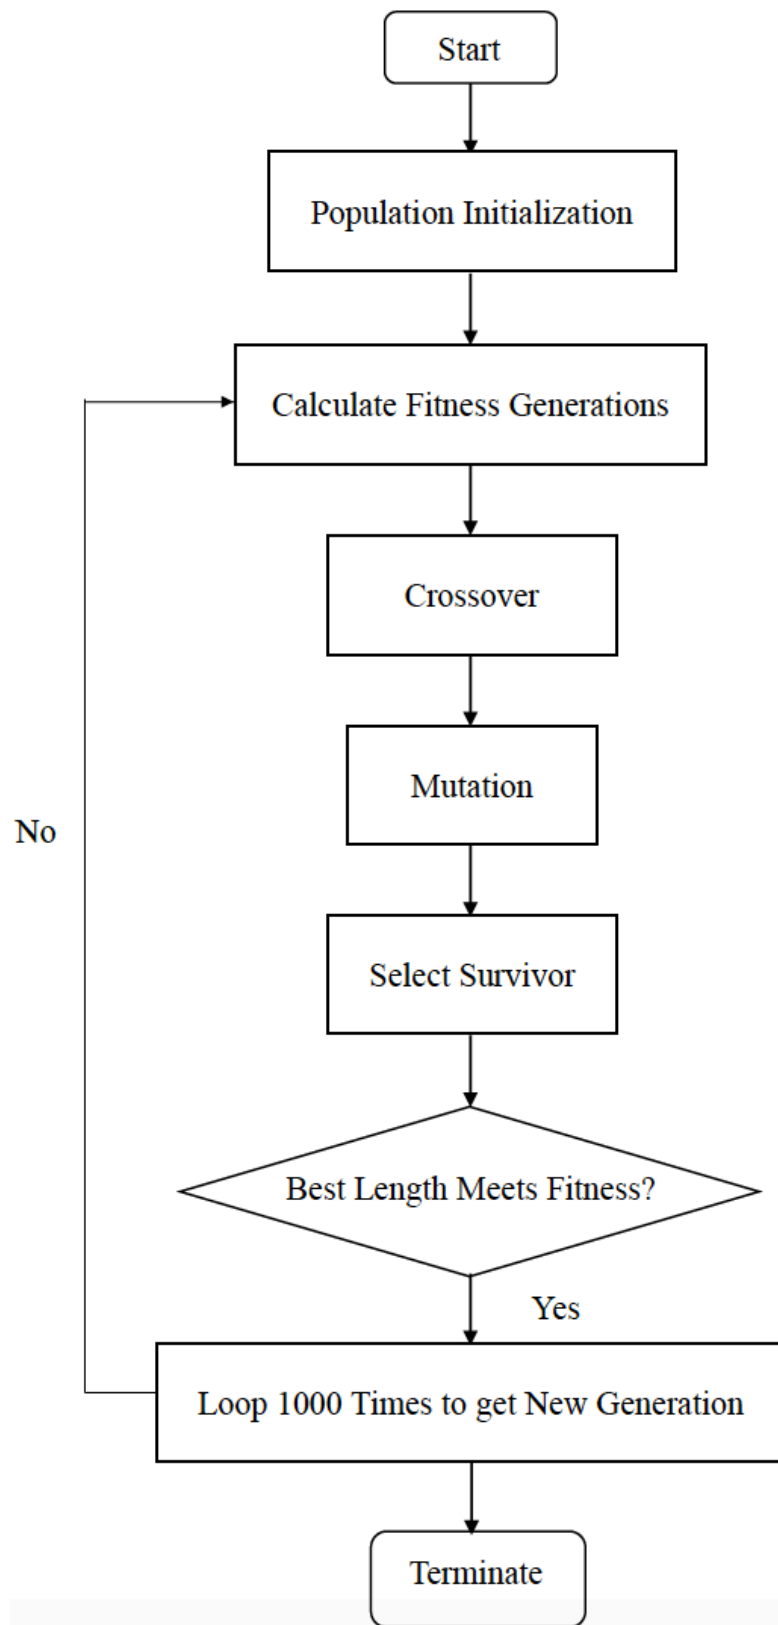 Start
Population Initialization
Calculate Fitness Generations
Crossover
Mutation
No
Select Survivor
Best Length Meets Fitness?
Yes
Loop 1000 Times to get New Generation
Terminate